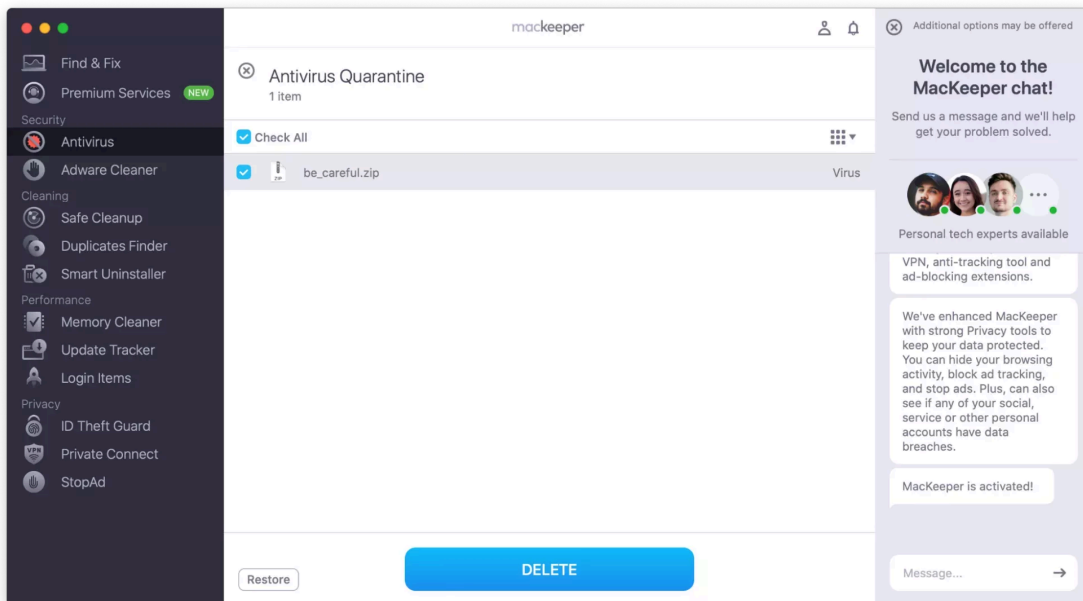 mackeeper
Find & Fix
Premium Services NEW
Security
Antivirus
Adware Cleaner
Cleaning
Safe Cleanup
Duplicates Finder
Smart Uninstaller
Performance
Memory Cleaner
Update Tracker
Login Items
Privacy
ID Theft Guard
VPN
Private Connect
StopAd
Antivirus Quarantine
1 item
Check All
ZIP
be_careful.zip
Virus
Restore
DELETE
Additional options may be offered
Welcome to the
MacKeeper chat!
Send us a message and we'll help
get your problem solved.
Personal tech experts available
VPN, anti-tracking tool and
ad-blocking extensions.
We've enhanced MacKeeper
with strong Privacy tools to
keep your data protected.
You can hide your browsing
activity, block ad tracking,
and stop ads. Plus, can also
see if any of your social,
service or other personal
accounts have data
breaches.
MacKeeper is activated!
Message...